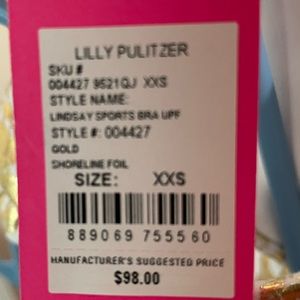 LILLY PULITZER
SKU #
004427 9521QJ XXS
STYLE NAME:
LINDSAY SPORTS BRA UPF
STYLE #: 004427
GOLD
SHORELINE FOIL
SIZE: XXS
889069 755560
MANUFACTURER'S SUGGESTED PRICE
$98.00